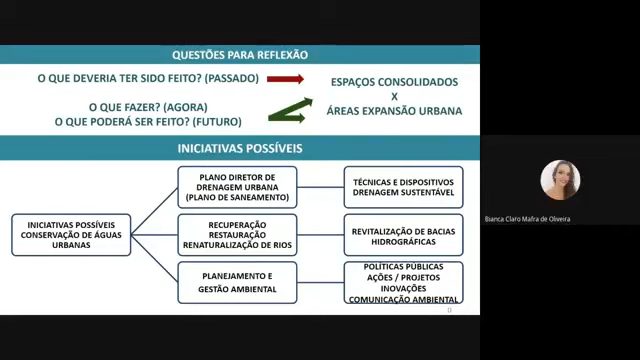 QUESTÕES PARA REFLEXÃO
O QUE DEVERIA TER SIDO FEITO? (PASSADO)
O QUE FAZER? (AGORA)
O QUE PODERÁ SER FEITO? (FUTURO)
ESPAÇOS CONSOLIDADOS
X
ÁREAS EXPANSÃO URBANA
INICIATIVAS POSSÍVEIS
INICIATIVAS POSSÍVEIS
CONSERVAÇÃO DE ÁGUAS
URBANAS
PLANO DIRETOR DE
DRENAGEM URBANA
(PLANO DE SANEAMENTO)
TÉCNICAS E DISPOSITIVOS
DRENAGEM SUSTENTÁVEL
RECUPERAÇÃO
RESTAURAÇÃO
RENATURALIZAÇÃO DE RIOS
REVITALIZAÇÃO DE BACIAS
HIDROGRÁFICAS
PLANEJAMENTO E
GESTÃO AMBIENTAL
POLÍTICAS PÚBLICAS
AÇÕES / PROJETOS
INOVAÇÕES
COMUNICAÇÃO AMBIENTAL
Bianca Claro Mafra de Oliveira